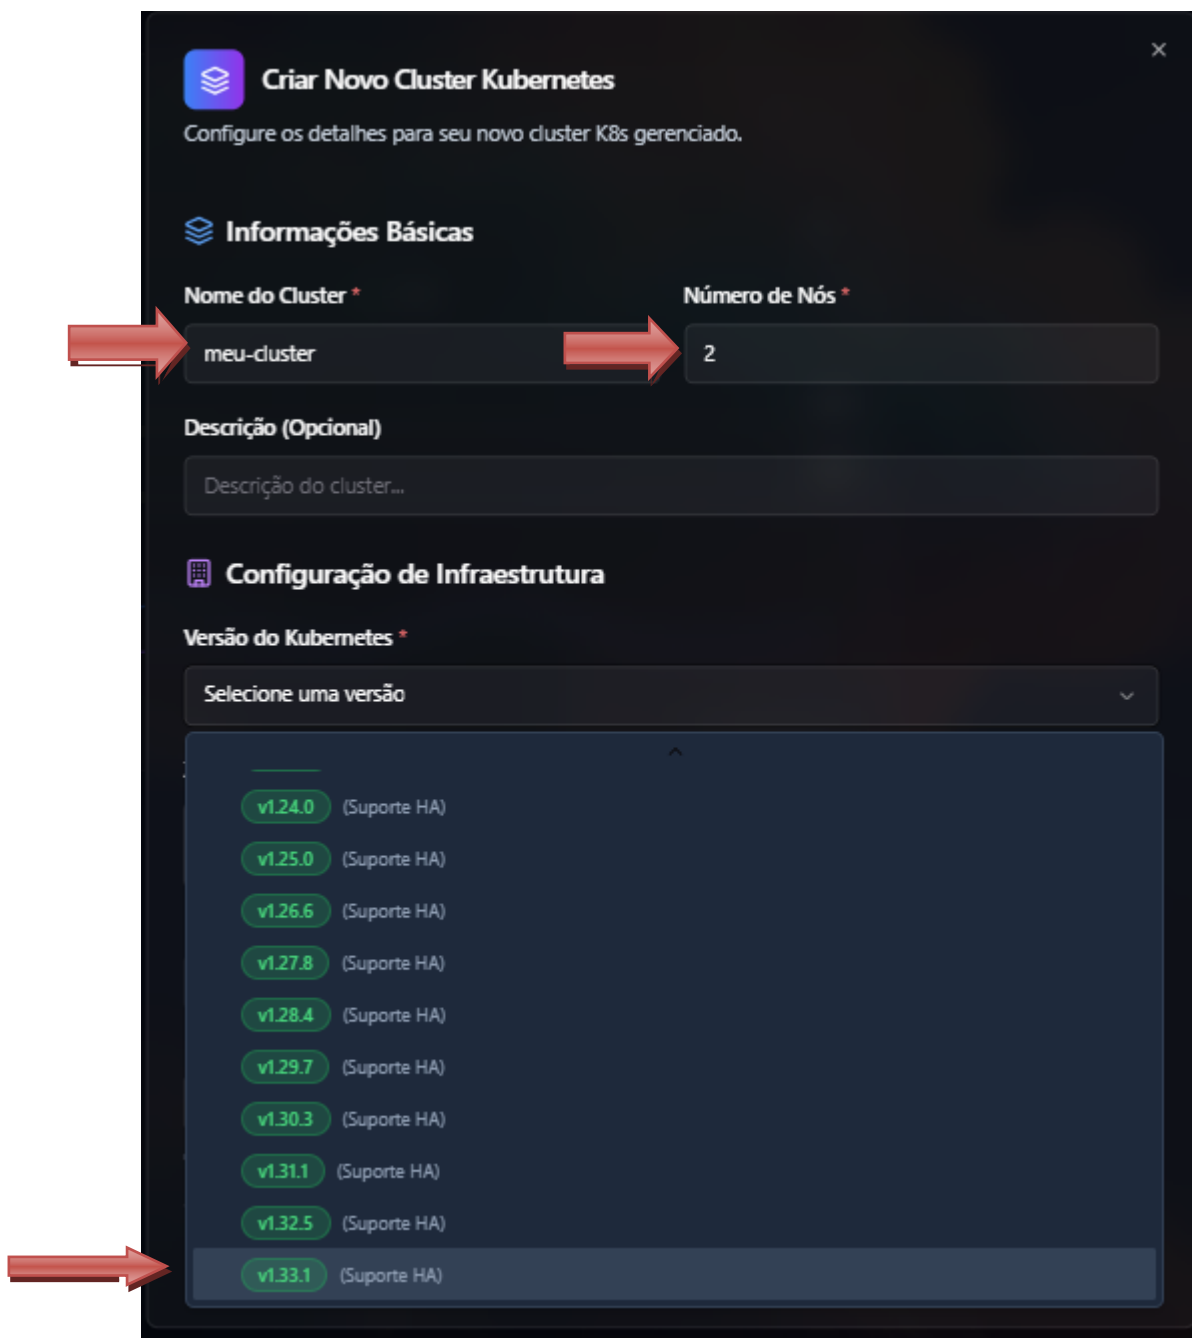 Criar Novo Cluster Kubernetes
Configure os detalhes para seu novo cluster K8s gerenciado.
Informações Básicas
Nome do Cluster *
Número de Nós *
meu-cluster
2
Descrição (Opcional)
Descrição do cluster...
Configuração de Infraestrutura
Versão do Kubernetes *
Selecione uma versão
v1.24.0 (Suporte HA)
v1.25.0 (Suporte HA)
v1.26.6 (Suporte HA)
v1.27.8 (Suporte HA)
v1.28.4 (Suporte HA)
v1.29.7 (Suporte HA)
v1.30.3 (Suporte HA)
v1.31.1 (Suporte HA)
v1.32.5 (Suporte HA)
v1.33.1 (Suporte HA)